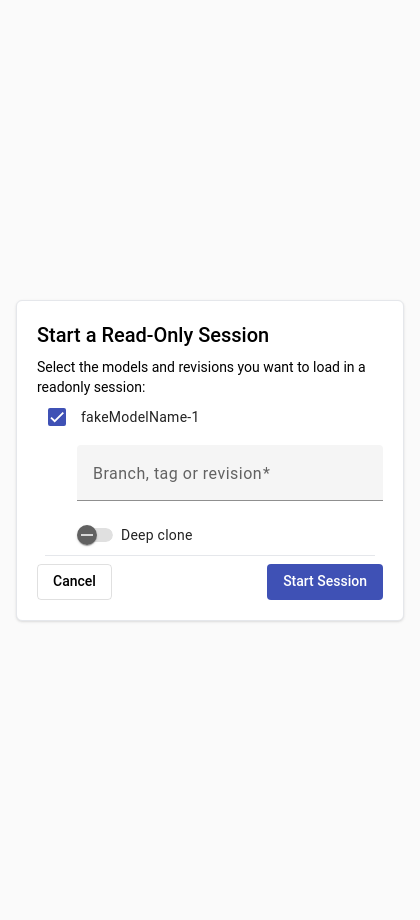 Start a Read-Only Session
Select the models and revisions you want to load in a
readonly session:
fakeModelName-1
Branch, tag or revision*
Deep clone
Cancel
Start Session